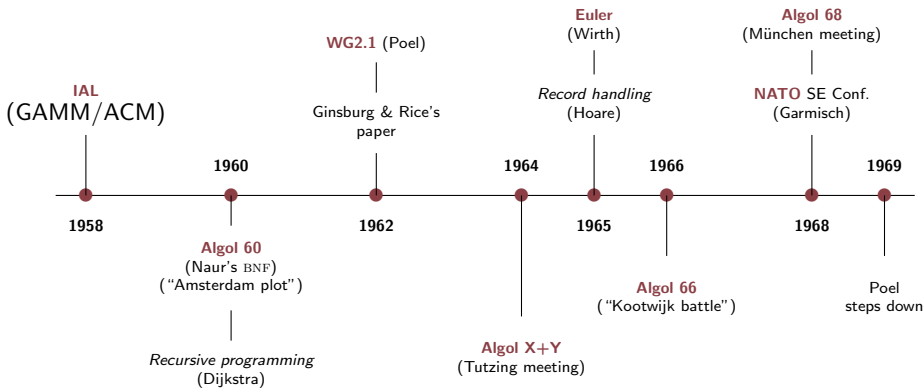 IAL
(GAMM/ACM)
1958
1960
Algol 60
(Naur's BNF)
(“Amsterdam plot”)
Recursive programming
(Dijkstra)
WG2.1 (Poel)
Ginsburg & Rice's
paper
1962
1964
Algol X+Y
(Tutzing meeting)
Euler
(Wirth)
Record handling
(Hoare)
1965
1966
Algol 66
(“Kootwijk battle”)
Algol 68
(München meeting)
NATO SE Conf.
(Garmisch)
1968
1969
Poel
steps down